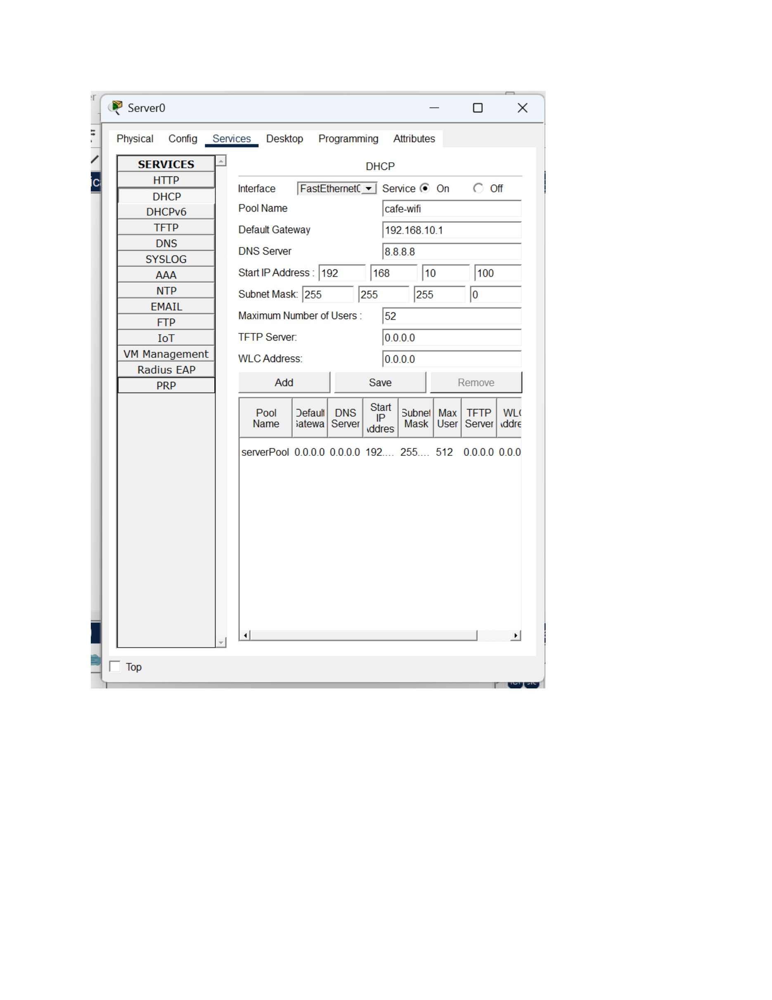 Server0
Physical Config Services Desktop Programming Attributes
SERVICES
HTTP
DHCP
DHCPv6
TFTP
DNS
SYSLOG
AAA
NTP
EMAIL
FTP
IoT
VM Management
Radius EAP
PRP
DHCP
Interface FastEthernet0 Service On Off
Pool Name cafe-wifi
Default Gateway 192.168.10.1
DNS Server 8.8.8.8
Start IP Address : 192 168 10 100
Subnet Mask: 255 255 255 0
Maximum Number of Users : 52
TFTP Server: 0.0.0.0
WLC Address: 0.0.0.0
Add Save Remove
Pool Name Default Gatewa DNS Server Start IP Addres Subnet Mask Max User TFTP Server WLC Addre
serverPool 0.0.0.0 0.0.0.0 192.... 255.... 512 0.0.0.0 0.0.0
Top